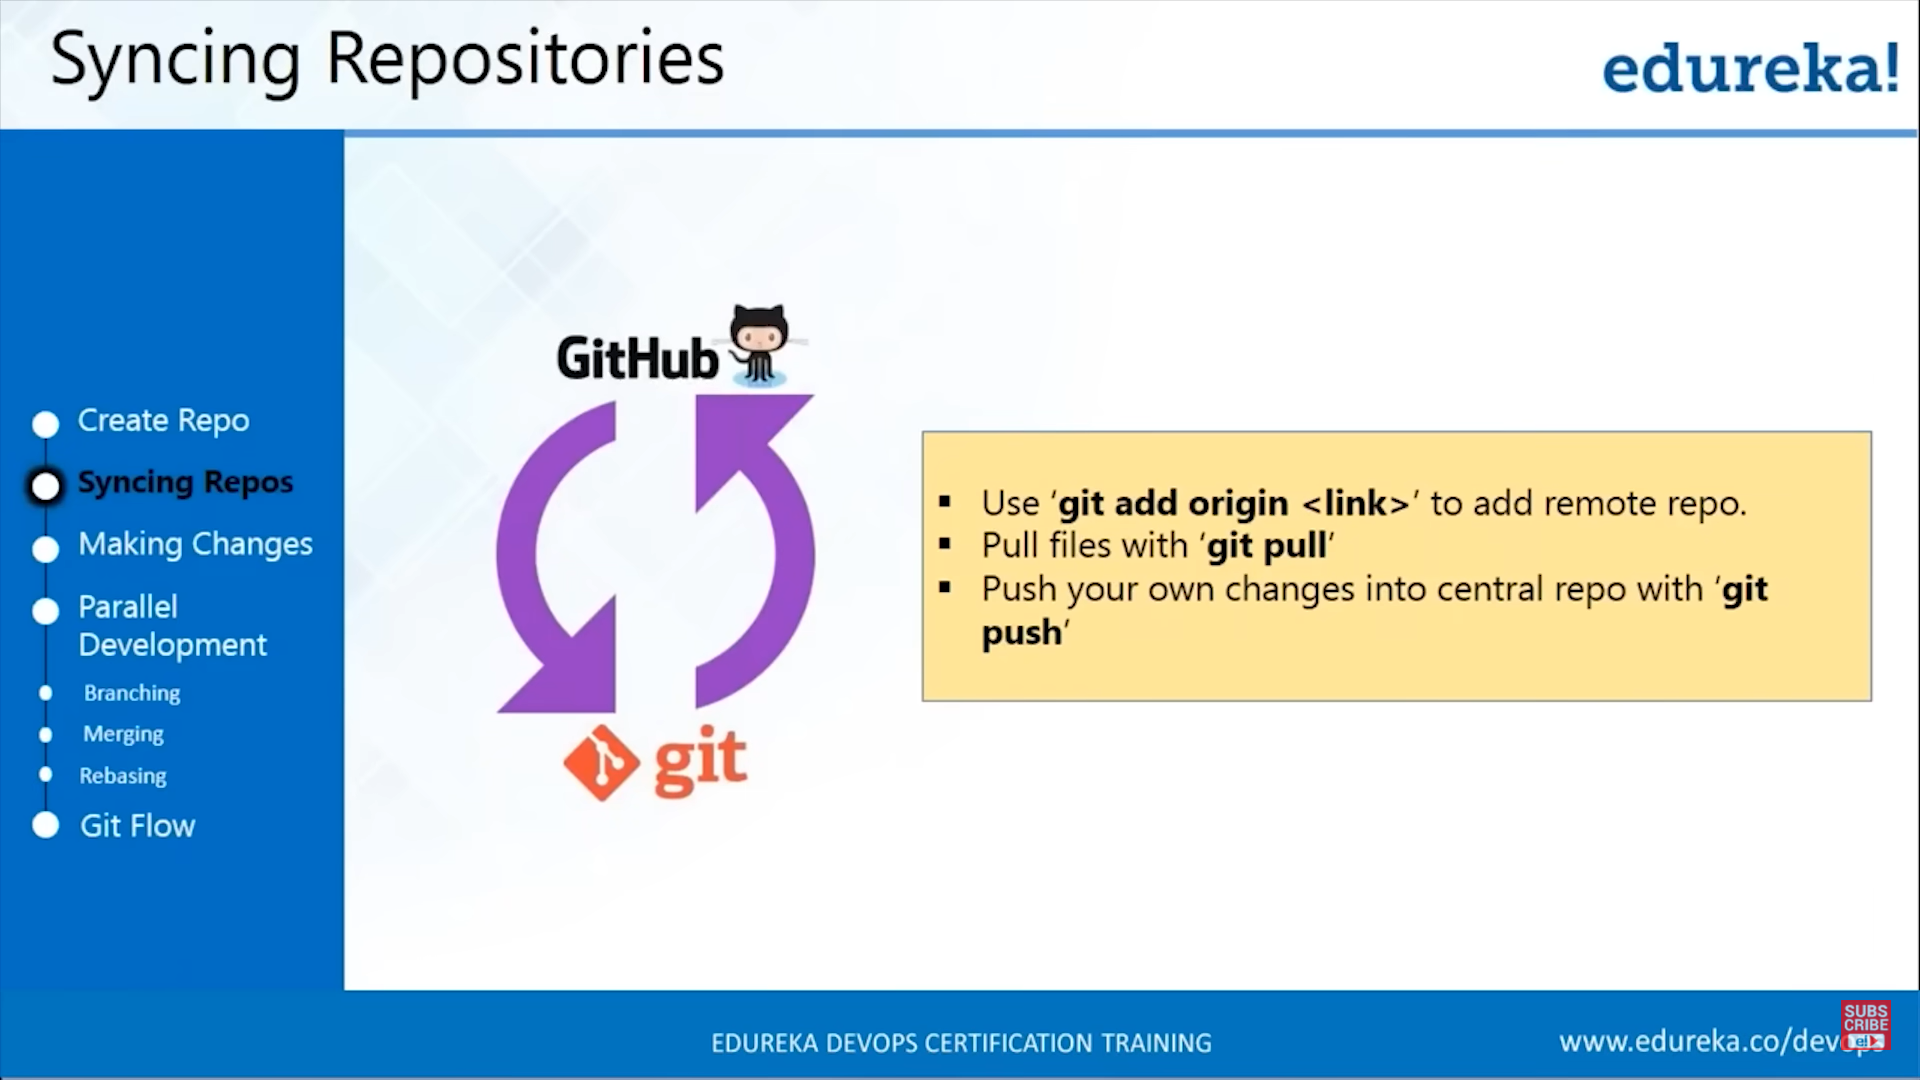 Syncing Repositories
edureka!
Create Repo
Syncing Repos
Making Changes
Parallel
Development
Branching
Merging
Rebasing
Git Flow
GitHub
git
▪ Use ‘git add origin <link>’ to add remote repo.
▪ Pull files with ‘git pull’
▪ Push your own changes into central repo with ‘git
push’
EDUREKA DEVOPS CERTIFICATION TRAINING
www.edureka.co/devops
SUBS
CRIBE